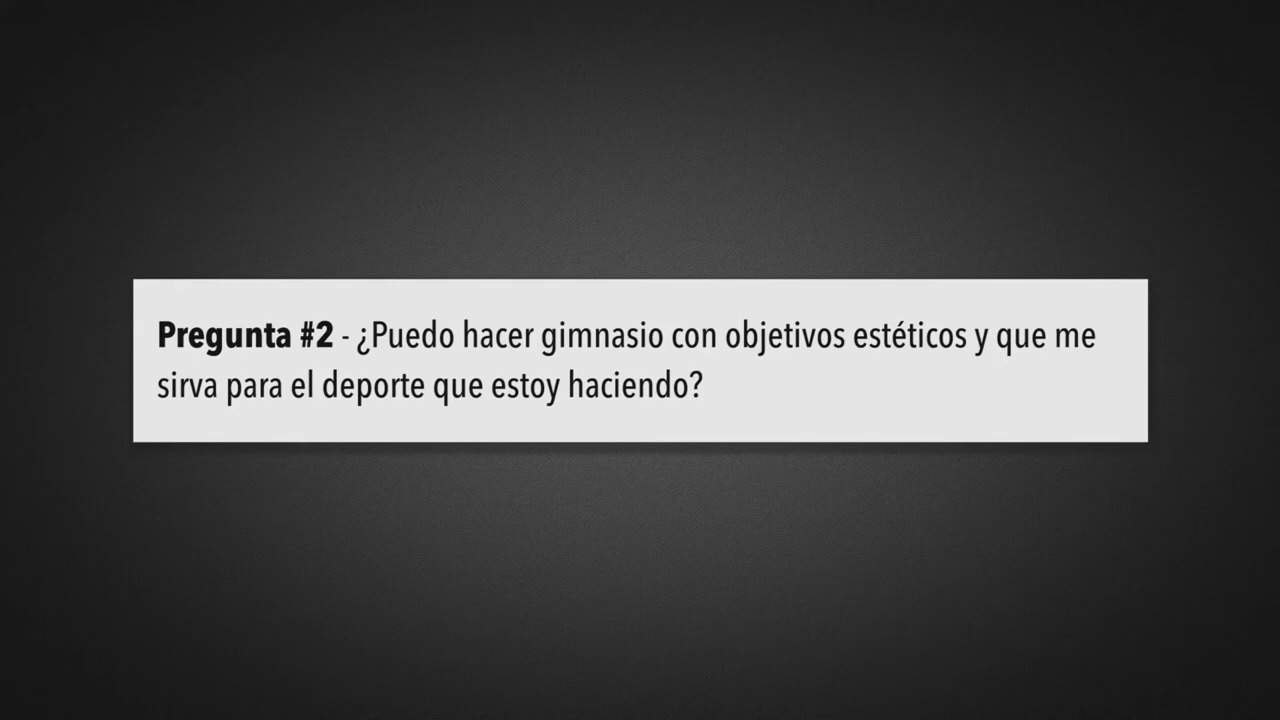 Pregunta #2 - ¿Puedo hacer gimnasio con objetivos estéticos y que me
sirva para el deporte que estoy haciendo?